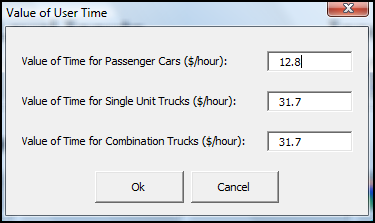 Value of User Time
Value of Time for Passenger Cars ($/hour): 12.8
Value of Time for Single Unit Trucks ($/hour): 31.7
Value of Time for Combination Trucks ($/hour): 31.7
Ok Cancel